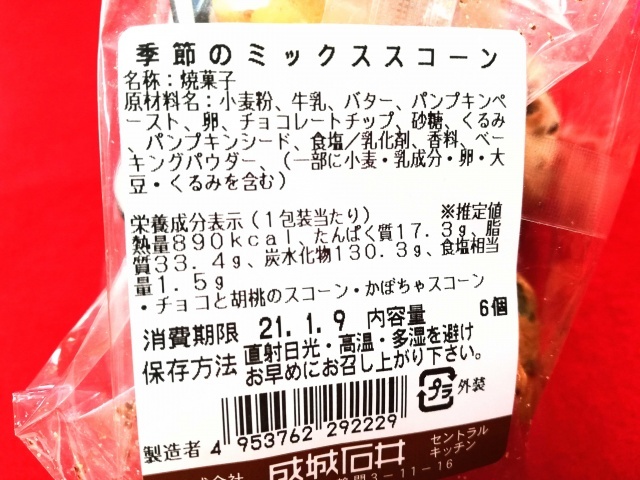 季節のミックススコーン
名称：焼菓子
原材料名：小麦粉、牛乳、バター、パンプキンペ
ースト、卵、チョコレートチップ、砂糖、くるみ
、パンプキンシード、食塩／乳化剤、香料、ベー
キングパウダー、（一部に小麦・乳成分・卵・大
豆・くるみを含む）
栄養成分表示（１包装当たり） ※推定値
熱量８９０ｋｃａｌ、たんぱく質１７．３ｇ、脂
質３３．４ｇ、炭水化物１３０．３ｇ、食塩相当
量１．５ｇ
・チョコと胡桃のスコーン・かぼちゃスコーン
消費期限 21.1.9 内容量 6個
保存方法 直射日光・高温・多湿を避け
お早めにお召し上がり下さい。
プラ 外装
製造者 4 953762 292229
成城石井 セントラル
キッチン
3-11-16